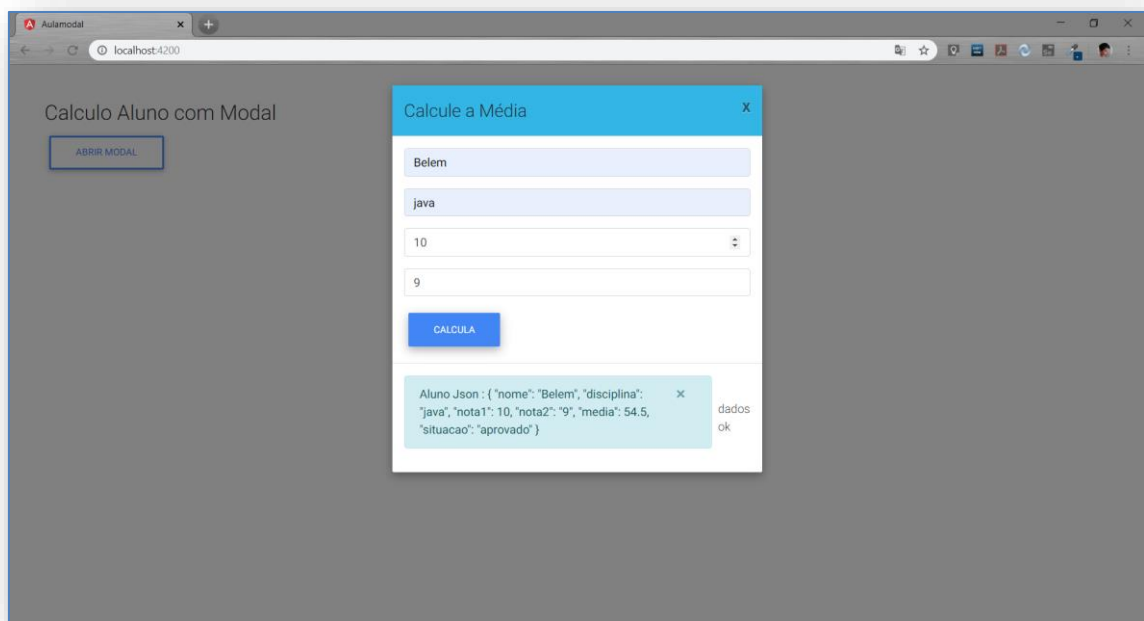 Aulamodal
localhost:4200
Calculo Aluno com Modal
ABRIR MODAL
Calcule a Média
X
Belem
java
10
9
CALCULA
Aluno Json : { "nome": "Belem", "disciplina":
"java", "nota1": 10, "nota2": "9", "media": 54.5,
"situacao": "aprovado" }
×
dados
ok